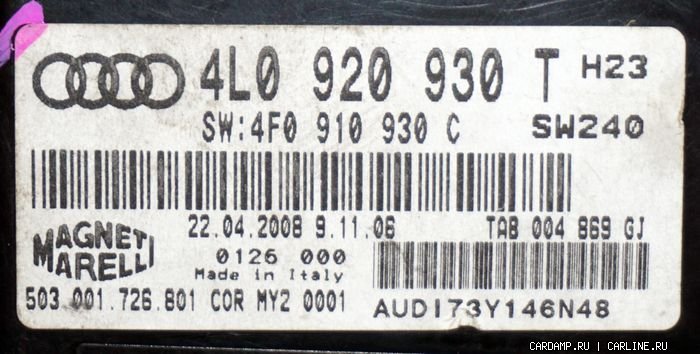 4L0 920 930 T H23
SW:4F0 910 930 C SW240
22.04.2008 9.11.06 TAB 004 869 GJ
MAGNETI
MARELLI
0126 000
Made in Italy
503.001.726.801 COR MY2 0001
AUDI73Y146N48
CARDAMP.RU | CARLINE.RU